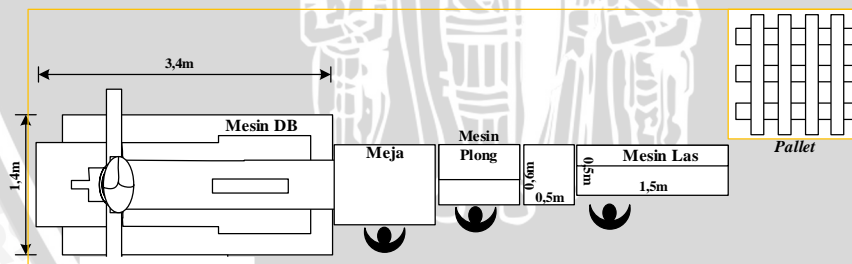 3,4m
Mesin DB
1,4m
Meja
Mesin
Plong
0,6m
0,5m
Mesin Las
0,5m
1,5m
Pallet